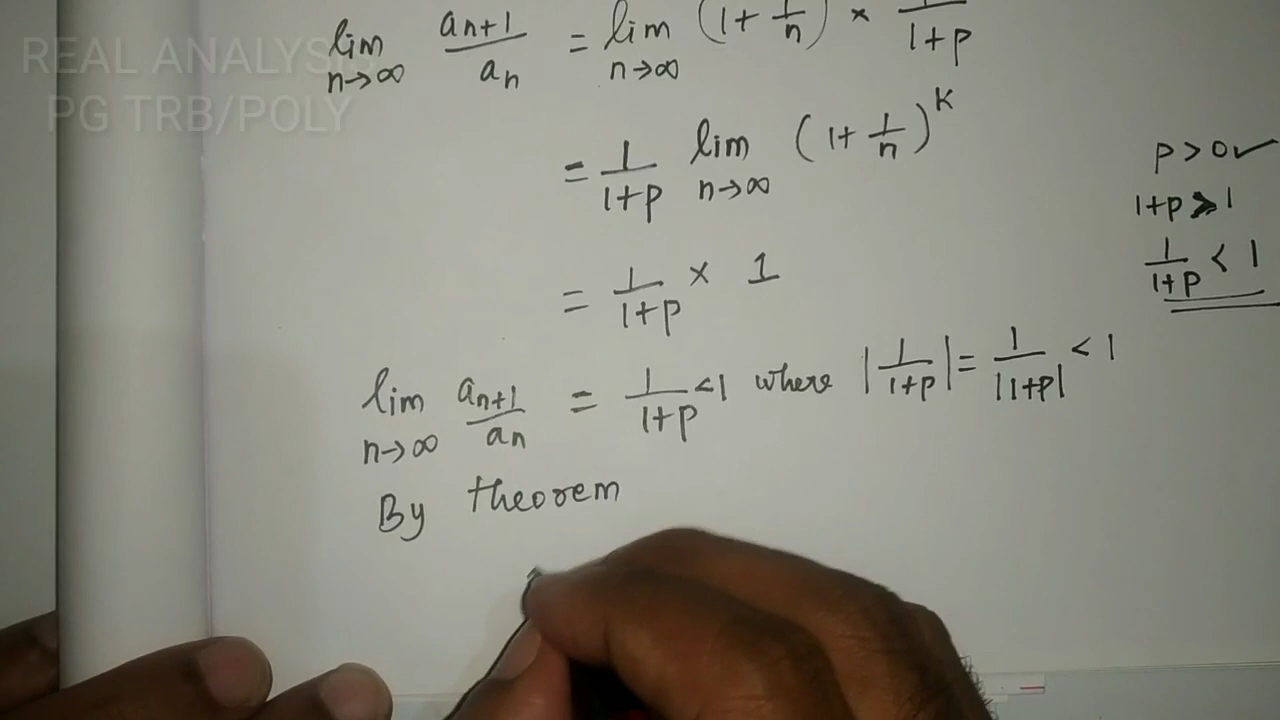 REAL ANALYSIS
PG TRB/POLY
lim n→∞ an+1/an = lim n→∞ (1+1/n) × 1/1+p
= 1/1+p lim n→∞ (1+1/n)^k
p>0✓
1+p>1
1/1+p < 1
= 1/1+p × 1
lim n→∞ an+1/an = 1/1+p <1 where |1/1+p| = 1/|1+p| < 1
By theorem